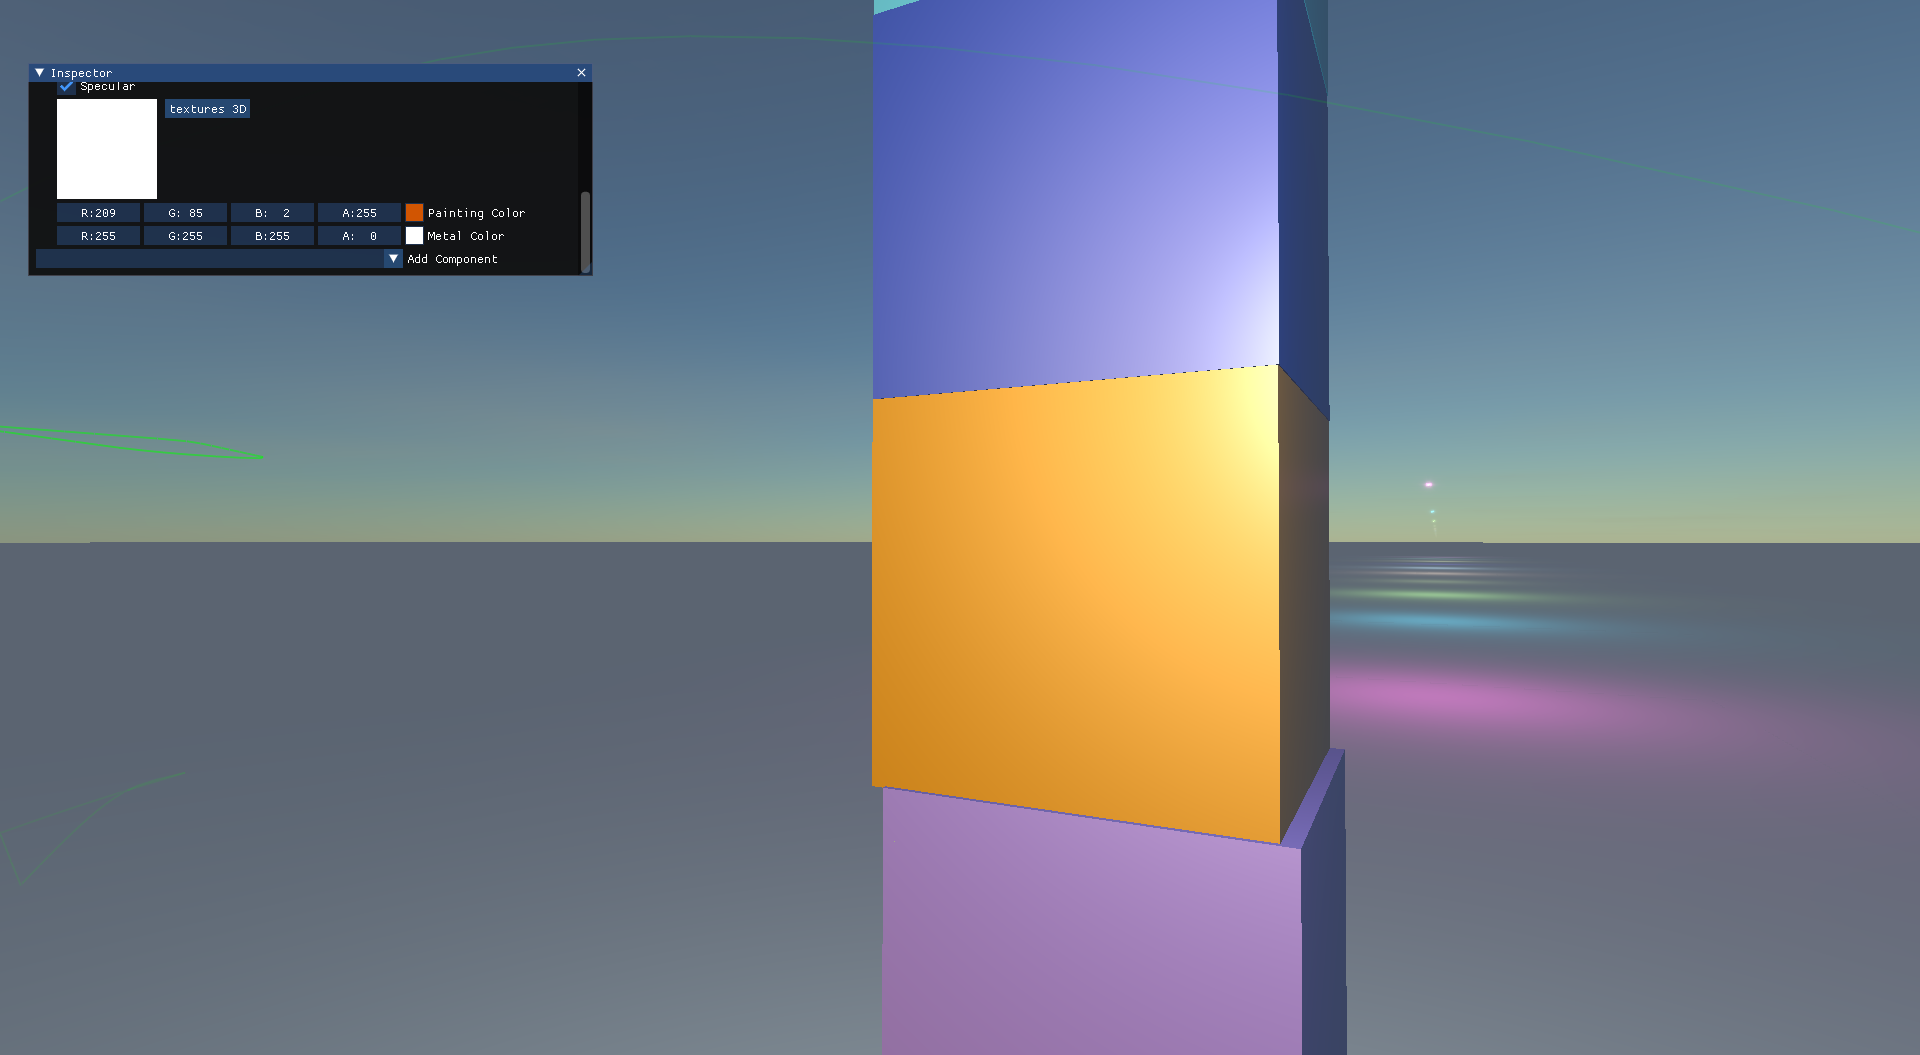 Inspector
Specular
textures 3D
R:209 G: 85 B: 2 A:255 Painting Color
R:255 G:255 B:255 A: 0 Metal Color
Add Component